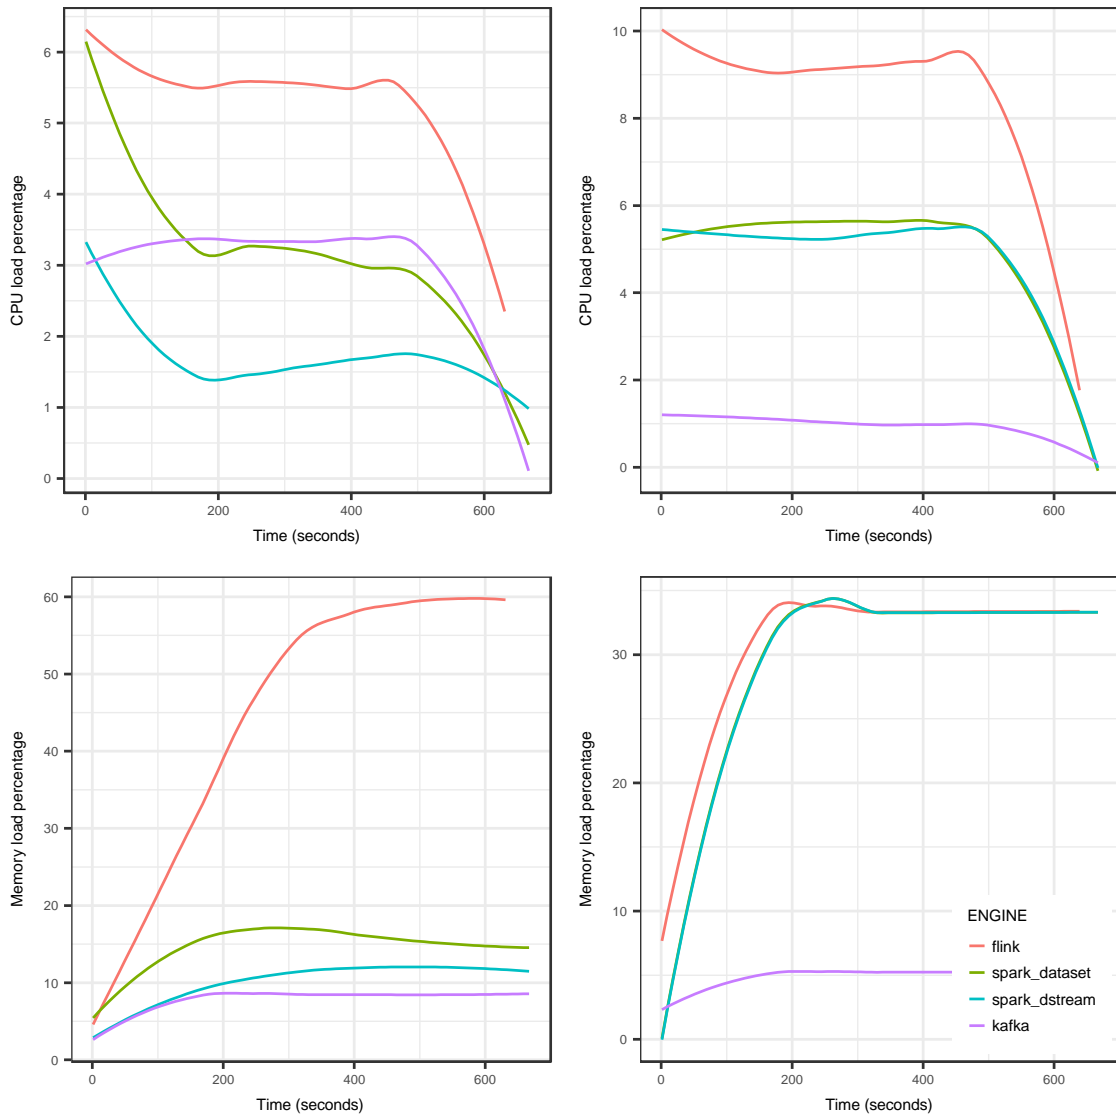 CPU load percentage
6
5
4
3
2
1
0
0 200 400 600
Time (seconds)
CPU load percentage
10
8
6
4
2
0
0 200 400 600
Time (seconds)
Memory load percentage
60
50
40
30
20
10
0
0 200 400 600
Time (seconds)
Memory load percentage
30
20
10
0
0 200 400 600
Time (seconds)
ENGINE
flink
spark_dataset
spark_dstream
kafka